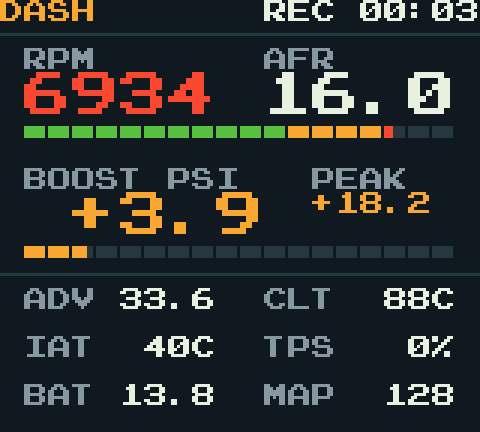 DASH REC 00:03
RPM AFR
6934 16.0
BOOST PSI PEAK
+3.9 +18.2
ADV 33.6 CLT 88C
IAT 40C TPS 0%
BAT 13.8 MAP 128